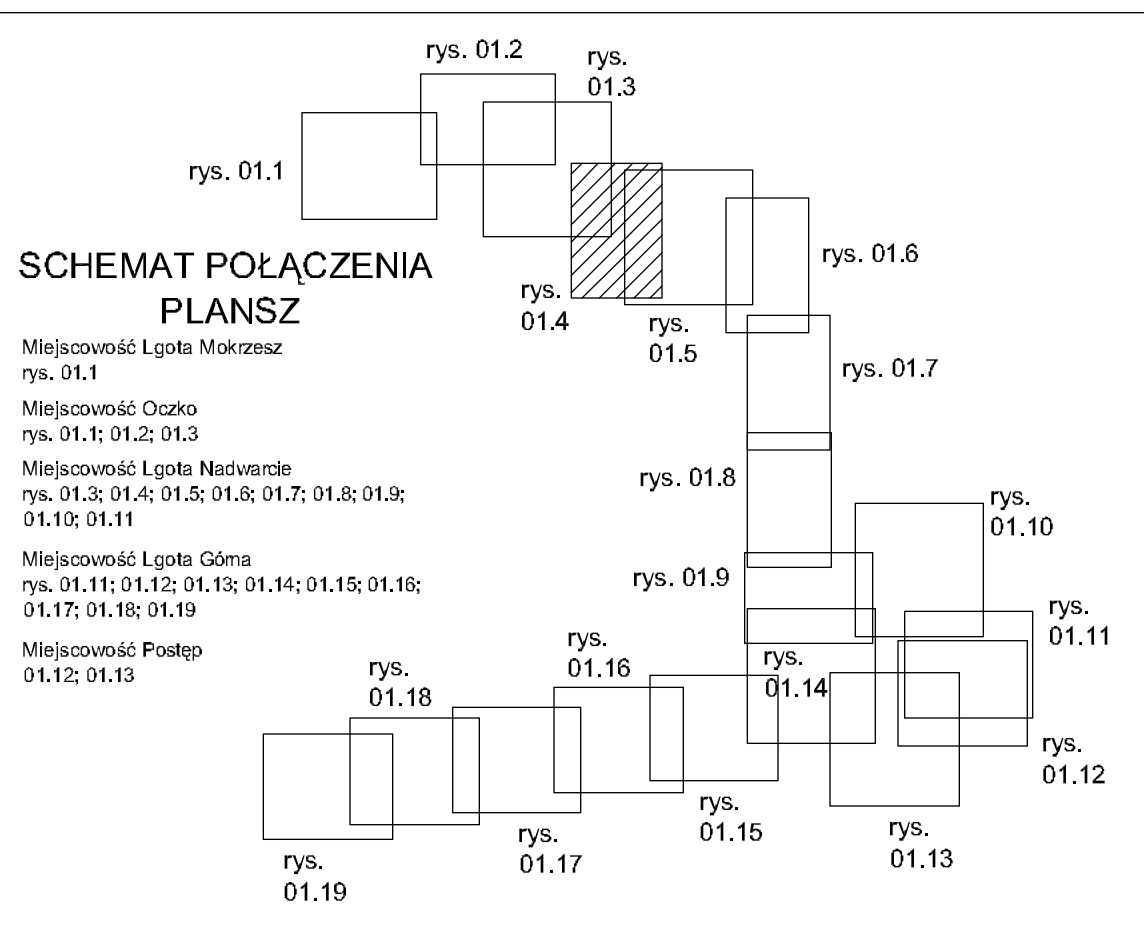 rys. 01.2
rys.
01.3
rys. 01.1
SCHEMAT POŁĄCZENIA
PLANSZ
rys. 01.6
rys.
01.4
rys.
01.5
Miejscowość Lgota Mokrzesz
rys. 01.1
rys. 01.7
Miejscowość Oczko
rys. 01.1; 01.2; 01.3
Miejscowość Lgota Nadwarcie
rys. 01.3; 01.4; 01.5; 01.6; 01.7; 01.8; 01.9;
01.10; 01.11
rys. 01.8
rys.
01.10
Miejscowość Lgota Górna
rys. 01.11; 01.12; 01.13; 01.14; 01.15; 01.16;
01.17; 01.18; 01.19
rys. 01.9
rys.
01.11
Miejscowość Postęp
01.12; 01.13
rys.
01.16
rys.
01.14
rys.
01.18
rys.
01.12
rys.
01.15
rys.
01.17
rys.
01.13
rys.
01.19